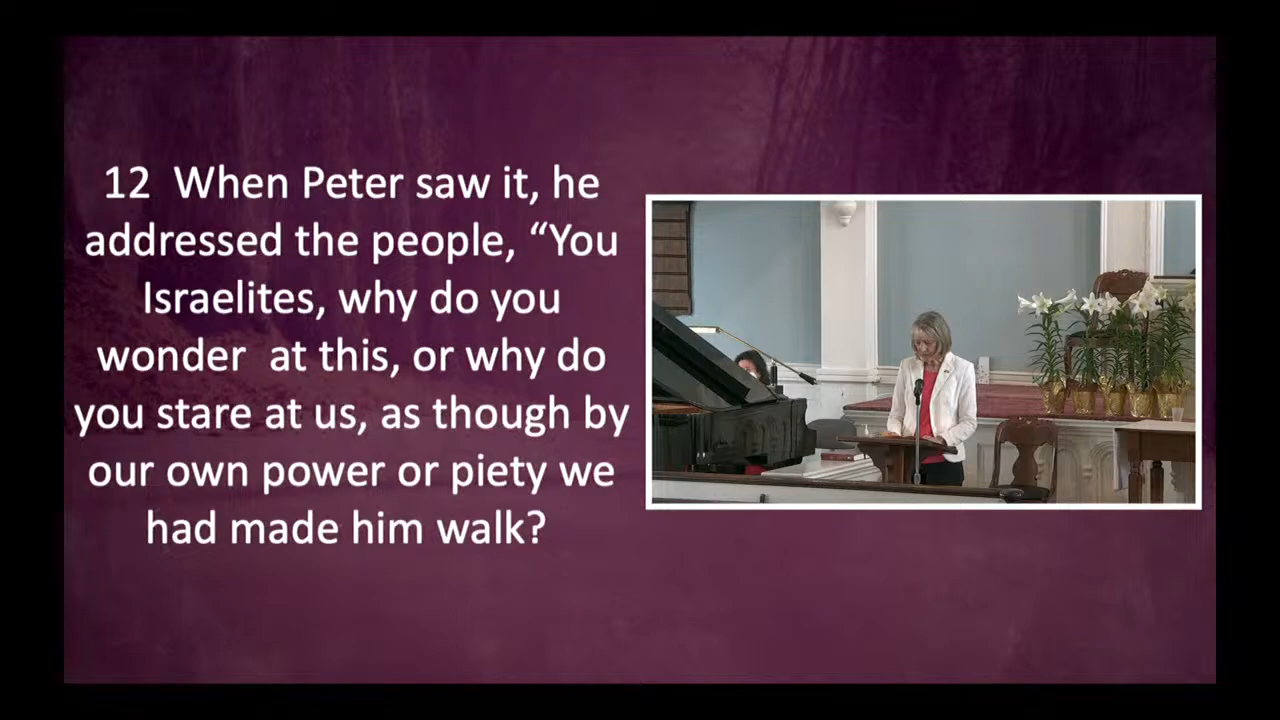 12  When Peter saw it, he
addressed the people, “You
Israelites, why do you
wonder  at this, or why do
you stare at us, as though by
our own power or piety we
had made him walk?